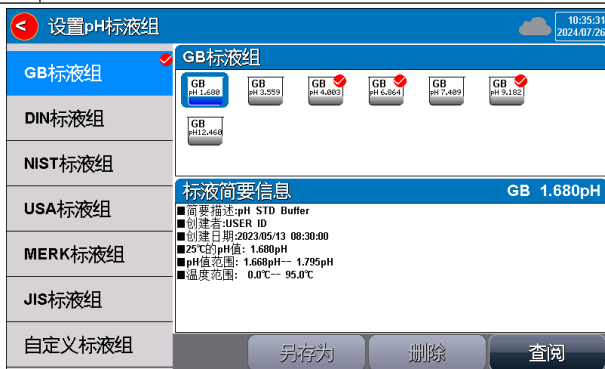 设置pH标液组
10:35:31
2024/07/26
GB标液组
DIN标液组
NIST标液组
USA标液组
MERK标液组
JIS标液组
自定义标液组
GB标液组
GB
pH 1.680
GB
pH 3.559
GB
pH 4.003
GB
pH 6.864
GB
pH 7.409
GB
pH 9.182
GB
pH12.460
标液简要信息 GB 1.680pH
■简要描述:pH STD Buffer
■创建者:USER ID
■创建日期:2023/05/13 08:30:00
■25℃的pH值: 1.680pH
■pH值范围: 1.668pH-- 1.795pH
■温度范围: 0.0℃-- 95.0℃
另存为
删除
查阅